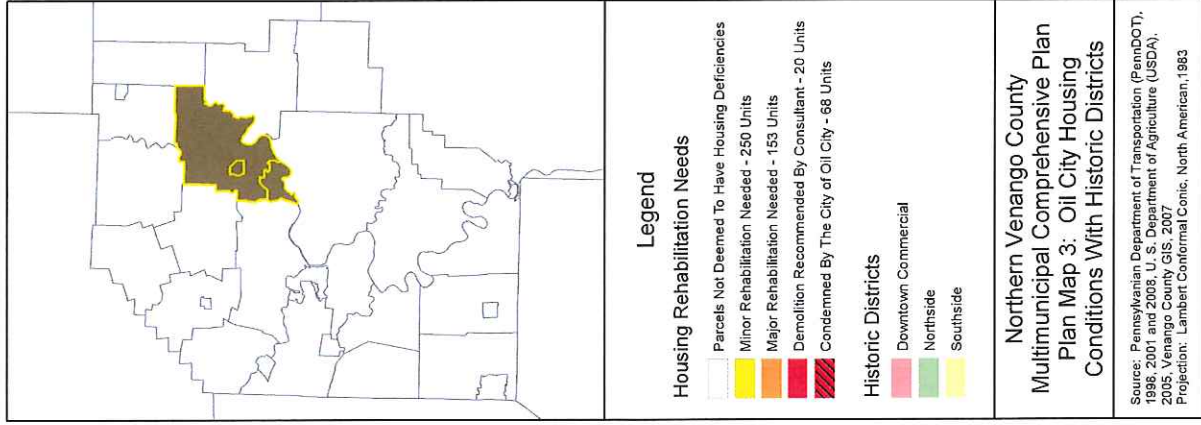 Legend
Housing Rehabilitation Needs
Parcels Not Deemed To Have Housing Deficiencies
Minor Rehabilitation Needed - 250 Units
Major Rehabilitation Needed - 153 Units
Demolition Recommended By Consultant - 20 Units
Condemned By The City of Oil City - 68 Units
Historic Districts
Downtown Commercial
Northside
Southside
Northern Venango County
Multimunicipal Comprehensive Plan
Plan Map 3: Oil City Housing
Conditions With Historic Districts
Source: Pennsylvanian Department of Transportation (PennDOT),
1998, 2001 and 2008, U. S. Department of Agriculture (USDA),
2005, Venango County GIS, 2007
Projection: Lambert Conformal Conic, North American,1983